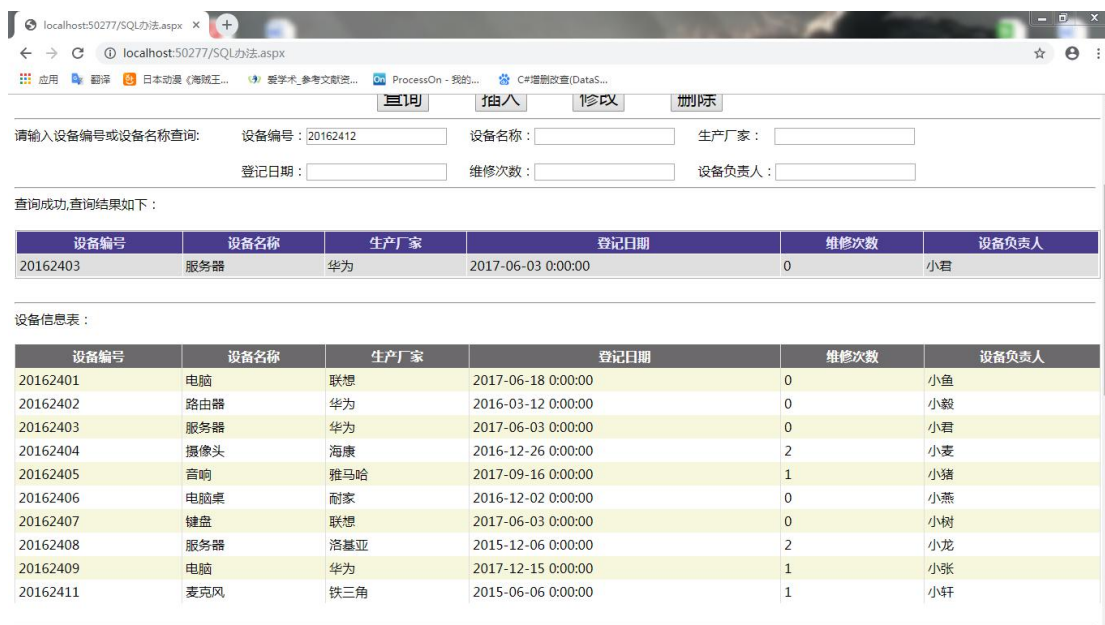 localhost:50277/SQL办法.aspx × +
localhost:50277/SQL办法.aspx
应用 翻译 日本动漫《海贼王... 爱学术_参考文献资... On ProcessOn - 我的... C#增删改查(DataS...
查询 插入 修改 删除
请输入设备编号或设备名称查询: 设备编号：20162412 设备名称： 生产厂家：
登记日期： 维修次数： 设备负责人：
查询成功,查询结果如下：
设备编号 设备名称 生产厂家 登记日期 维修次数 设备负责人
20162403 服务器 华为 2017-06-03 0:00:00 0 小君
设备信息表：
设备编号 设备名称 生产厂家 登记日期 维修次数 设备负责人
20162401 电脑 联想 2017-06-18 0:00:00 0 小鱼
20162402 路由器 华为 2016-03-12 0:00:00 0 小毅
20162403 服务器 华为 2017-06-03 0:00:00 0 小君
20162404 摄像头 海康 2016-12-26 0:00:00 2 小麦
20162405 音响 雅马哈 2017-09-16 0:00:00 1 小猪
20162406 电脑桌 耐家 2016-12-02 0:00:00 0 小燕
20162407 键盘 联想 2017-06-03 0:00:00 0 小树
20162408 服务器 洛基亚 2015-12-06 0:00:00 2 小龙
20162409 电脑 华为 2017-12-15 0:00:00 1 小张
20162411 麦克风 铁三角 2015-06-06 0:00:00 1 小轩